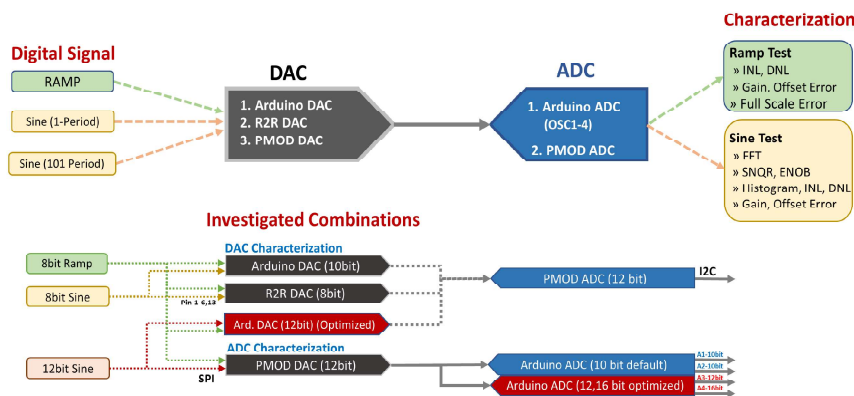 Characterization
Digital Signal
DAC
ADC
RAMP
Sine (1-Period)
Sine (101 Period)
1. Arduino DAC
2. R2R DAC
3. PMOD DAC
1. Arduino ADC
(OSC1-4)
2. PMOD ADC
Ramp Test
» INL, DNL
» Gain. Offset Error
» Full Scale Error
Sine Test
» FFT
» SNQR, ENOB
» Histogram, INL, DNL
» Gain, Offset Error
Investigated Combinations
DAC Characterization
8bit Ramp
Arduino DAC (10bit)
PMOD ADC (12 bit)
I2C
8bit Sine
Pin 1-6,13
R2R DAC (8bit)
Ard. DAC (12bit) (Optimized)
ADC Characterization
12bit Sine
SPI
PMOD DAC (12bit)
Arduino ADC (10 bit default)
Arduino ADC (12,16 bit optimized)
A1-10bit
A2-10bit
A3-12bit
A4-16bit